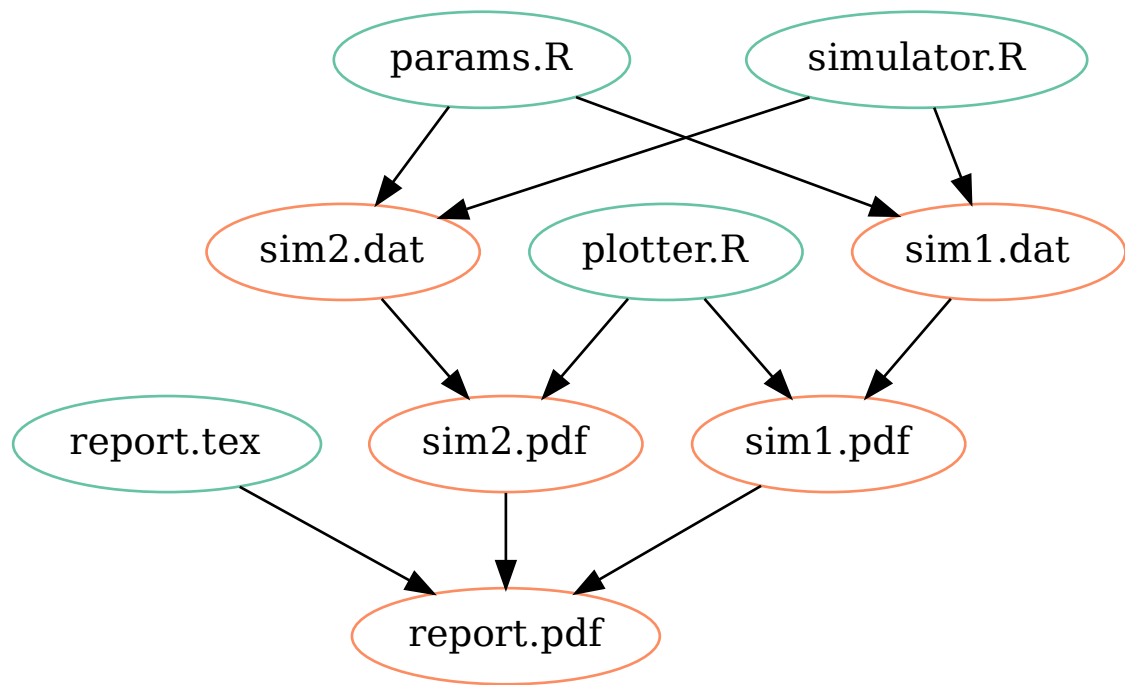 params.R
simulator.R
sim2.dat
plotter.R
sim1.dat
report.tex
sim2.pdf
sim1.pdf
report.pdf